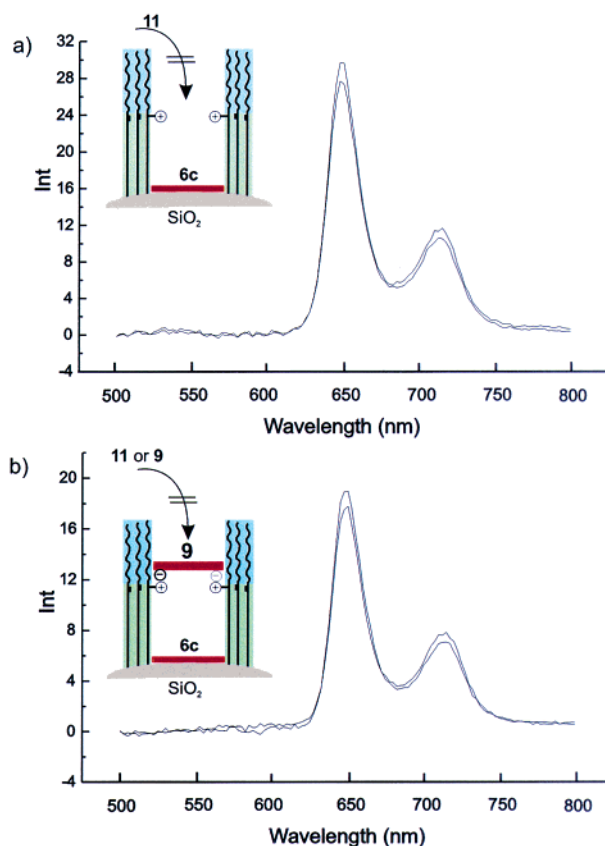 a)
11
32
28
24
20
16
12
8
4
0
-4
Int
⊕ ⊕
6c
SiO₂
500 550 600 650 700 750 800
Wavelength (nm)
b)
11 or 9
20
16
12
8
4
0
-4
Int
9
⊖ ⊖
⊕ ⊕
6c
SiO₂
500 550 600 650 700 750 800
Wavelength (nm)